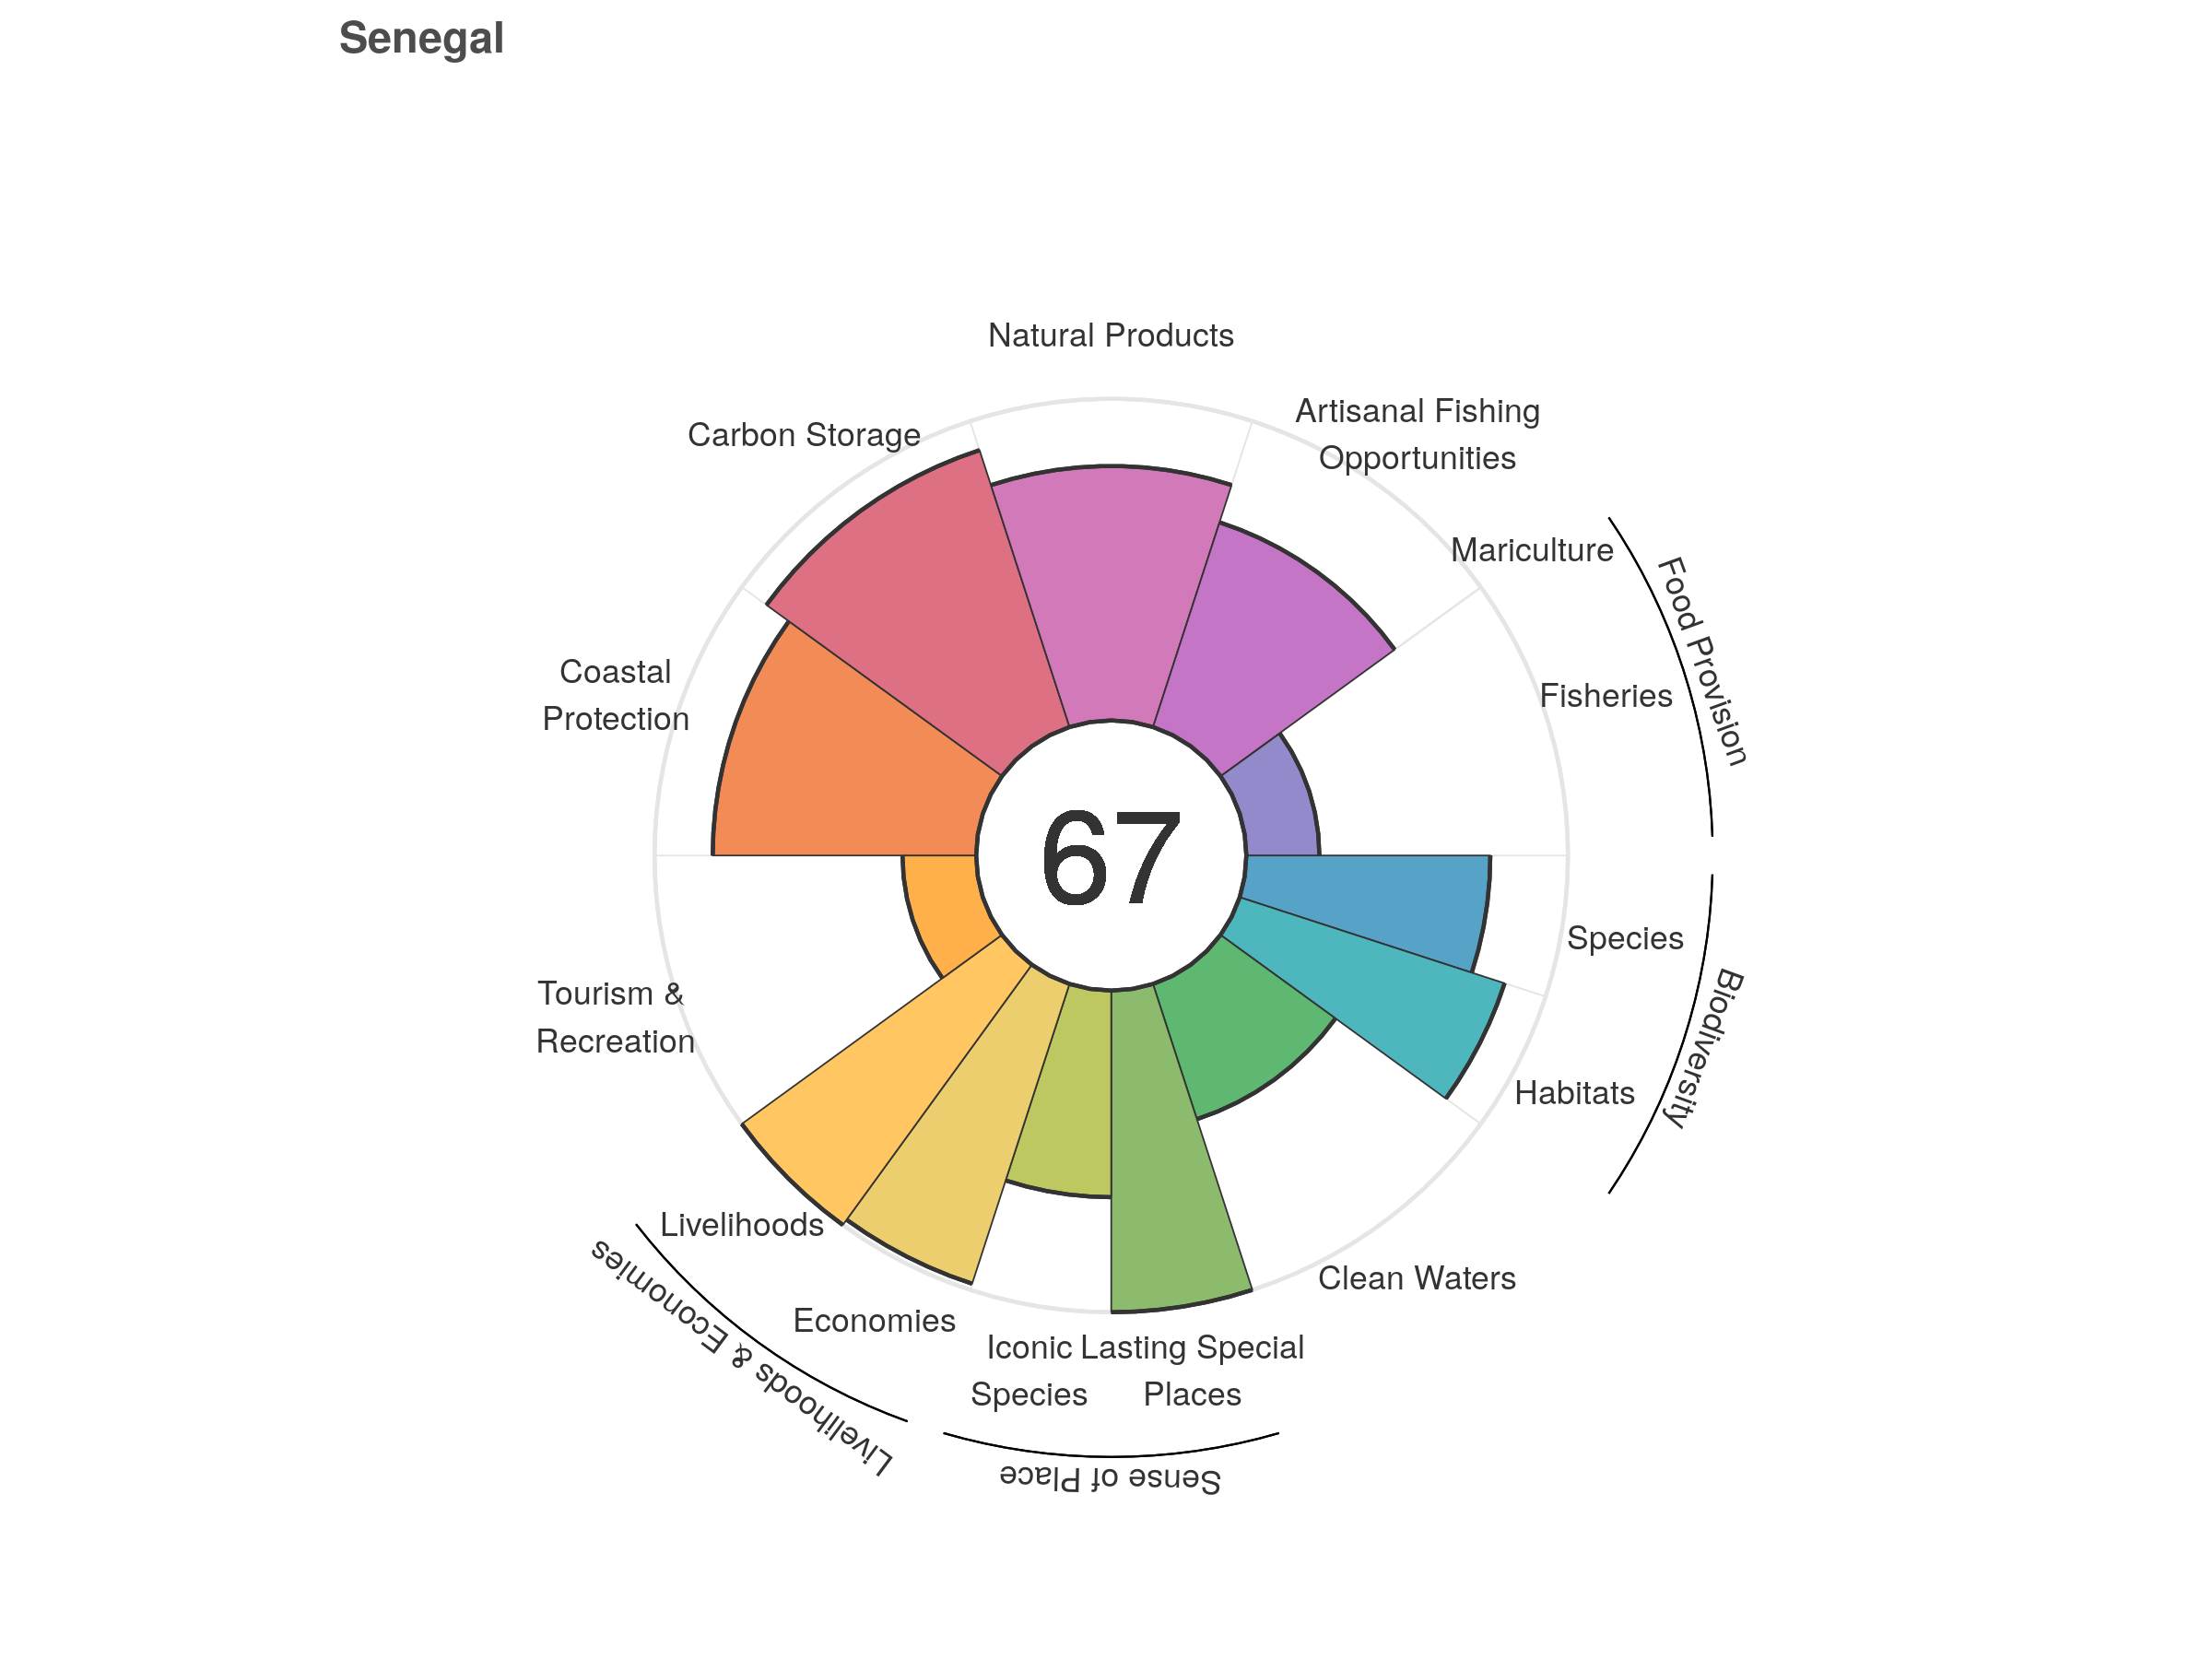 Senegal
Natural Products
Artisanal Fishing
Opportunities
Carbon Storage
Mariculture
Food Provision
Coastal
Protection
Fisheries
67
Species
Biodiversity
Tourism &
Recreation
Habitats
Livelihoods
Livelihoods & Economies
Clean Waters
Economies
Iconic
Species
Lasting Special
Places
Sense of Place